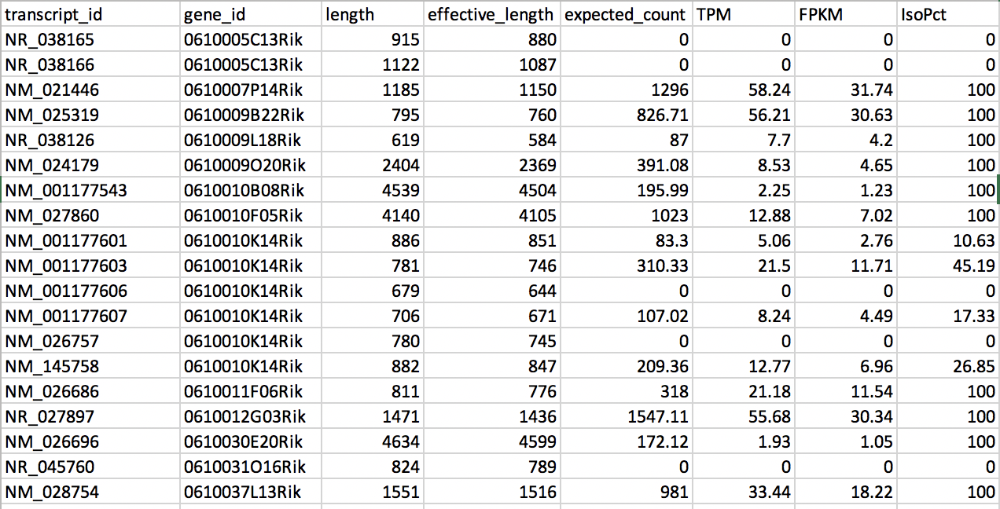 transcript_id gene_id length effective_length expected_count TPM FPKM IsoPct
NR_038165 0610005C13Rik 915 880 0 0 0 0
NR_038166 0610005C13Rik 1122 1087 0 0 0 0
NM_021446 0610007P14Rik 1185 1150 1296 58.24 31.74 100
NM_025319 0610009B22Rik 795 760 826.71 56.21 30.63 100
NR_038126 0610009L18Rik 619 584 87 7.7 4.2 100
NM_024179 0610009O20Rik 2404 2369 391.08 8.53 4.65 100
NM_001177543 0610010B08Rik 4539 4504 195.99 2.25 1.23 100
NM_027860 0610010F05Rik 4140 4105 1023 12.88 7.02 100
NM_001177601 0610010K14Rik 886 851 83.3 5.06 2.76 10.63
NM_001177603 0610010K14Rik 781 746 310.33 21.5 11.71 45.19
NM_001177606 0610010K14Rik 679 644 0 0 0 0
NM_001177607 0610010K14Rik 706 671 107.02 8.24 4.49 17.33
NM_026757 0610010K14Rik 780 745 0 0 0 0
NM_145758 0610010K14Rik 882 847 209.36 12.77 6.96 26.85
NM_026686 0610011F06Rik 811 776 318 21.18 11.54 100
NR_027897 0610012G03Rik 1471 1436 1547.11 55.68 30.34 100
NM_026696 0610030E20Rik 4634 4599 172.12 1.93 1.05 100
NR_045760 0610031O16Rik 824 789 0 0 0 0
NM_028754 0610037L13Rik 1551 1516 981 33.44 18.22 100